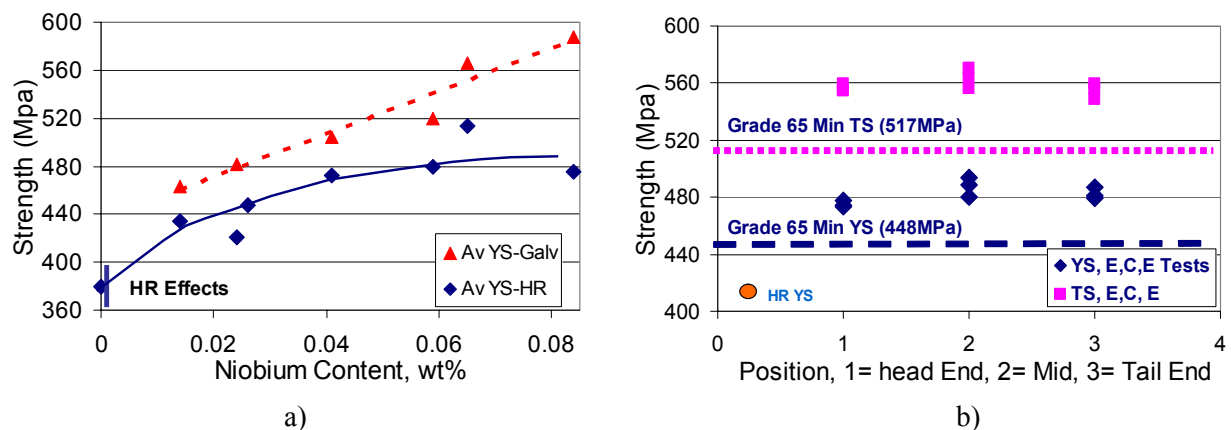 600
560
520
480
440
400
360
Strength (Mpa)
HR Effects
Av YS-Galv
Av YS-HR
0
0.02
0.04
0.06
0.08
Niobium Content, wt%
a)
600
560
520
480
440
400
Strength (Mpa)
Grade 65 Min TS (517MPa)
Grade 65 Min YS (448MPa)
HR YS
YS, E,C,E Tests
TS, E,C, E
0
1
2
3
4
Position, 1= head End, 2= Mid, 3= Tail End
b)